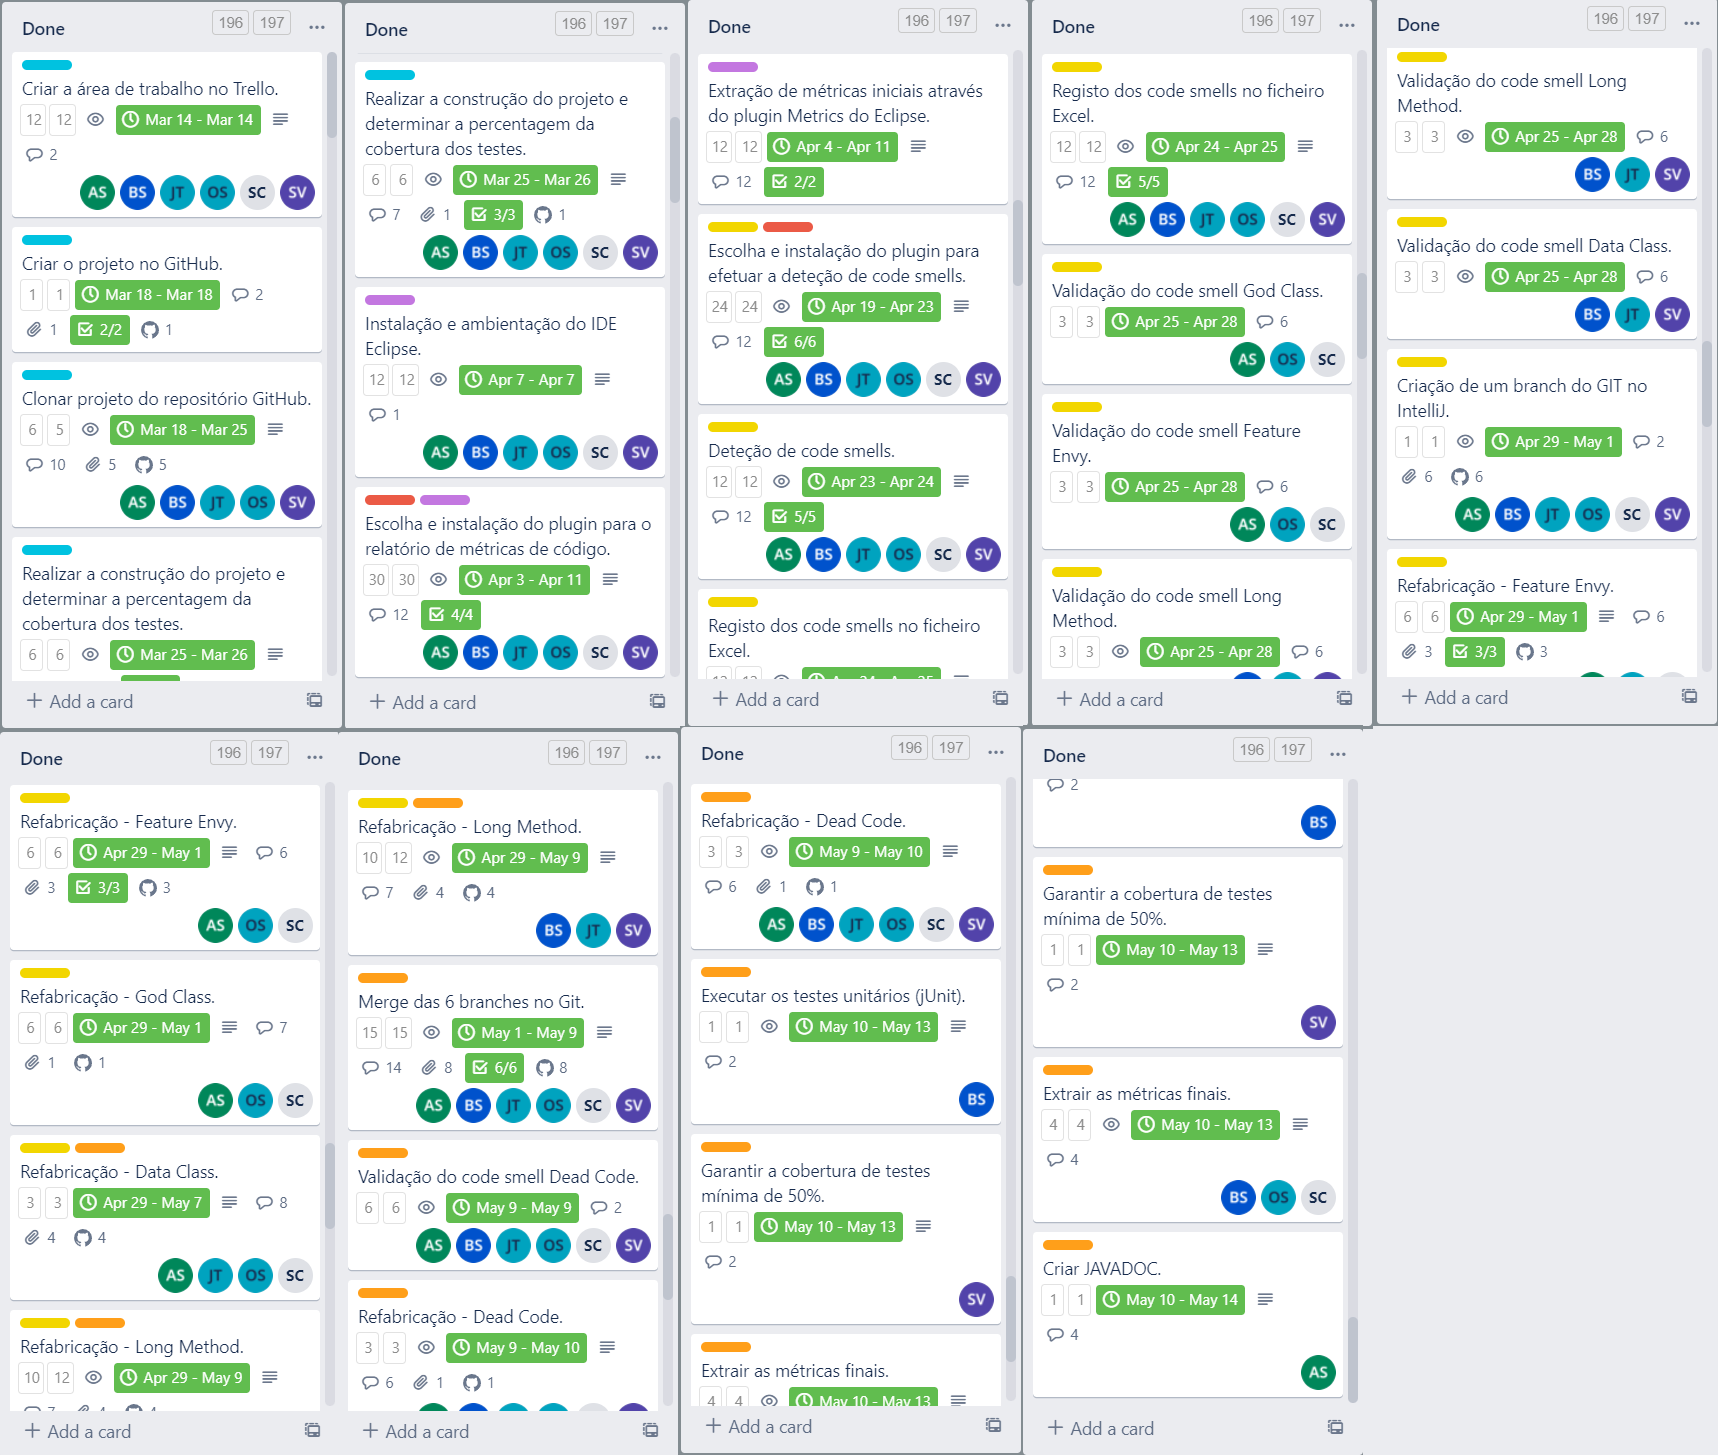 Done
196 197
Criar a área de trabalho no Trello.
12 12 Mar 14 - Mar 14
2
AS BS JT OS SC SV
Criar o projeto no GitHub.
1 1 Mar 18 - Mar 18 2
1 2/2 1
Clonar projeto do repositório GitHub.
6 5 Mar 18 - Mar 25
10 5 5
AS BS JT OS SV
Realizar a construção do projeto e
determinar a percentagem da
cobertura dos testes.
6 6 Mar 25 - Mar 26
+ Add a card
Done
196 197
Realizar a construção do projeto e
determinar a percentagem da
cobertura dos testes.
6 6 Mar 25 - Mar 26
7 1 3/3 1
AS BS JT OS SC SV
Instalação e ambientação do IDE
Eclipse.
12 12 Apr 7 - Apr 7
1
AS BS JT OS SC SV
Escolha e instalação do plugin para o
relatório de métricas de código.
30 30 Apr 3 - Apr 11
12 4/4
AS BS JT OS SC SV
+ Add a card
Done
196 197
Extração de métricas iniciais através
do plugin Metrics do Eclipse.
12 12 Apr 4 - Apr 11
12 2/2
Escolha e instalação do plugin para
efetuar a deteção de code smells.
24 24 Apr 19 - Apr 23
12 6/6
AS BS JT OS SC SV
Deteção de code smells.
12 12 Apr 23 - Apr 24
12 5/5
AS BS JT OS SC SV
Registo dos code smells no ficheiro
Excel.
12 12 Apr 24 - Apr 25
+ Add a card
Done
196 197
Registo dos code smells no ficheiro
Excel.
12 12 Apr 24 - Apr 25
12 5/5
AS BS JT OS SC SV
Validação do code smell God Class.
3 3 Apr 25 - Apr 28 6
AS OS SC
Validação do code smell Feature
Envy.
3 3 Apr 25 - Apr 28 6
AS OS SC
Validação do code smell Long
Method.
3 3 Apr 25 - Apr 28 6
+ Add a card
Done
196 197
Validação do code smell Long
Method.
3 3 Apr 25 - Apr 28 6
BS JT SV
Validação do code smell Data Class.
3 3 Apr 25 - Apr 28 6
BS JT SV
Criação de um branch do GIT no
IntelliJ.
1 1 Apr 29 - May 1 2
6 6
AS BS JT OS SC SV
Refabricação - Feature Envy.
6 6 Apr 29 - May 1 6
3 3/3 3
+ Add a card
Done
196 197
Refabricação - Feature Envy.
6 6 Apr 29 - May 1 6
3 3/3 3
AS OS SC
Refabricação - God Class.
6 6 Apr 29 - May 1 7
1 1
AS OS SC
Refabricação - Data Class.
3 3 Apr 29 - May 7 8
4 4
AS JT OS SC
Refabricação - Long Method.
10 12 Apr 29 - May 9
7 4 4
+ Add a card
Done
196 197
Refabricação - Long Method.
10 12 Apr 29 - May 9
7 4 4
BS JT SV
Merge das 6 branches no Git.
15 15 May 1 - May 9
14 8 6/6 8
AS BS JT OS SC SV
Validação do code smell Dead Code.
6 6 May 9 - May 9 2
AS BS JT OS SC SV
Refabricação - Dead Code.
3 3 May 9 - May 10
6 1 1
+ Add a card
Done
196 197
Refabricação - Dead Code.
3 3 May 9 - May 10
6 1 1
AS BS JT OS SC SV
Executar os testes unitários (jUnit).
1 1 May 10 - May 13
2
BS
Garantir a cobertura de testes
mínima de 50%.
1 1 May 10 - May 13
2
SV
Extrair as métricas finais.
4 4 May 10 - May 13
+ Add a card
Done
196 197
2
BS
Garantir a cobertura de testes
mínima de 50%.
1 1 May 10 - May 13
2
SV
Extrair as métricas finais.
4 4 May 10 - May 13
4
BS OS SC
Criar JAVADOC.
1 1 May 10 - May 14
4
AS
+ Add a card